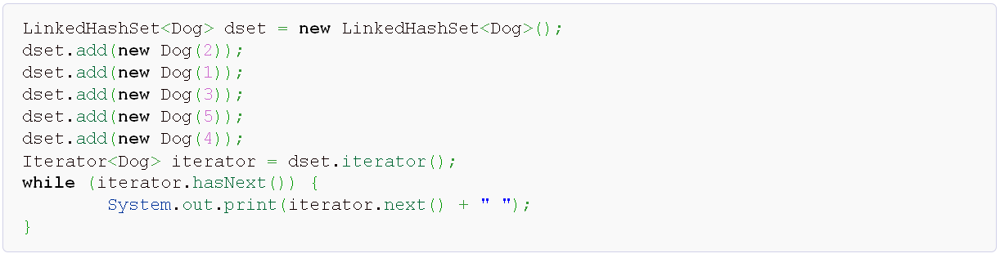 LinkedHashSet<Dog> dset = new LinkedHashSet<Dog>();
dset.add(new Dog(2));
dset.add(new Dog(1));
dset.add(new Dog(3));
dset.add(new Dog(5));
dset.add(new Dog(4));
Iterator<Dog> iterator = dset.iterator();
while (iterator.hasNext()) {
        System.out.print(iterator.next() + " ");
}